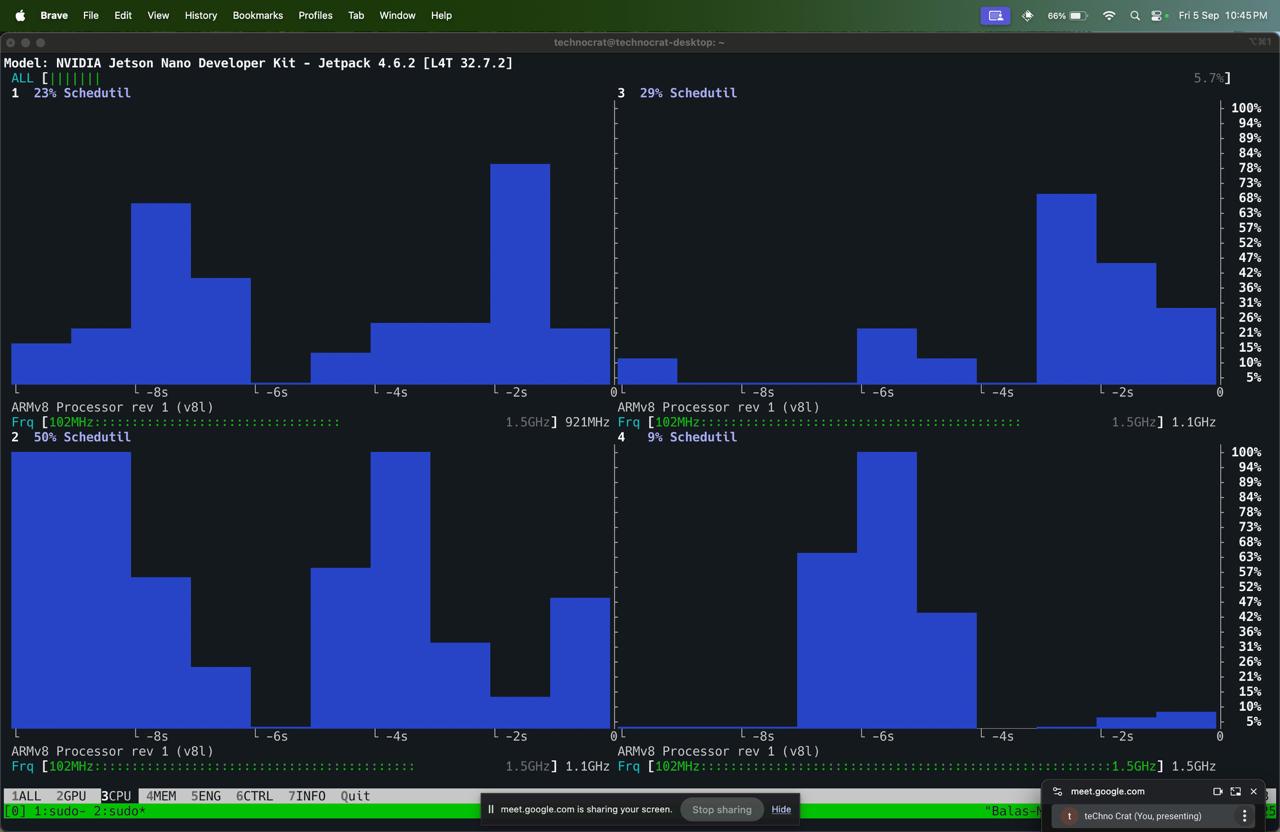 Brave File Edit View History Bookmarks Profiles Tab Window Help 66% Fri 5 Sep 10:45 PM
technocrat@technocrat-desktop: ~ ⌥⌘1
Model: NVIDIA Jetson Nano Developer Kit - Jetpack 4.6.2 [L4T 32.7.2]
ALL [||||||| 5.7%]
1 23% Schedutil
3 29% Schedutil
100%
94%
89%
84%
78%
73%
68%
63%
57%
52%
47%
42%
36%
31%
26%
21%
15%
10%
5%
-8s -6s -4s -2s 0
-8s -6s -4s -2s 0
ARMv8 Processor rev 1 (v8l)
ARMv8 Processor rev 1 (v8l)
Frq [102MHz 1.5GHz] 921MHz
Frq [102MHz 1.5GHz] 1.1GHz
2 50% Schedutil
4 9% Schedutil
100%
94%
89%
84%
78%
73%
68%
63%
57%
52%
47%
42%
36%
31%
26%
21%
15%
10%
5%
-8s -6s -4s -2s 0
-8s -6s -4s -2s 0
ARMv8 Processor rev 1 (v8l)
ARMv8 Processor rev 1 (v8l)
Frq [102MHz 1.5GHz] 1.1GHz
Frq [102MHz 1.5GHz] 1.5GHz
1ALL 2GPU 3CPU 4MEM 5ENG 6CTRL 7INFO Quit
[0] 1:sudo- 2:sudo*
meet.google.com is sharing your screen. Stop sharing Hide
meet.google.com
t teChno Crat (You, presenting)